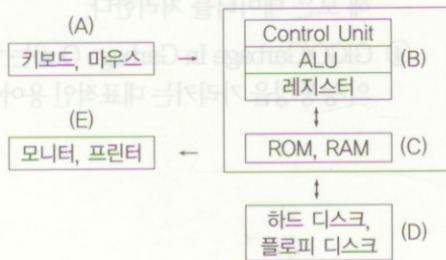 (A)
키보드, 마우스 →
Control Unit
ALU
레지스터
(B)
↕
ROM, RAM
(C)
(E)
모니터, 프린터 ←
↕
하드 디스크,
플로피 디스크
(D)